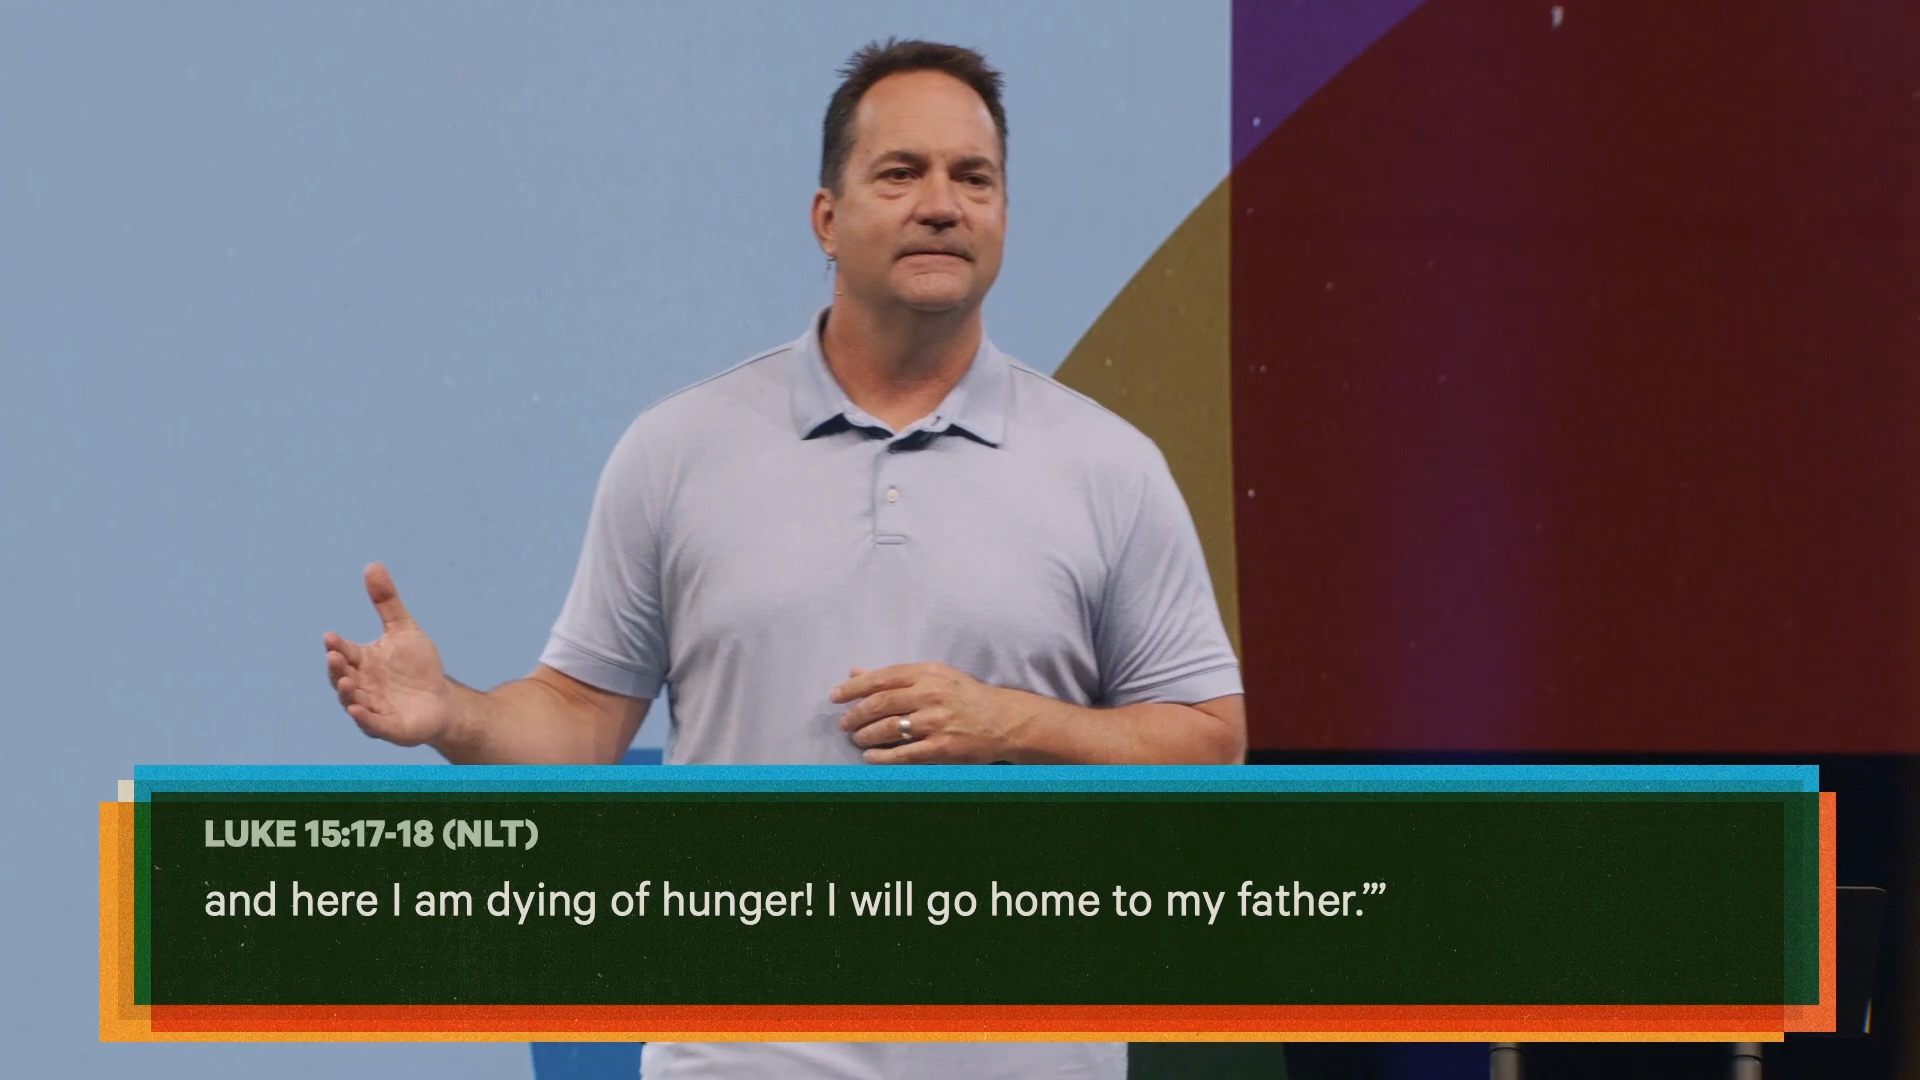 LUKE 15:17-18 (NLT)
and here I am dying of hunger! I will go home to my father.’”